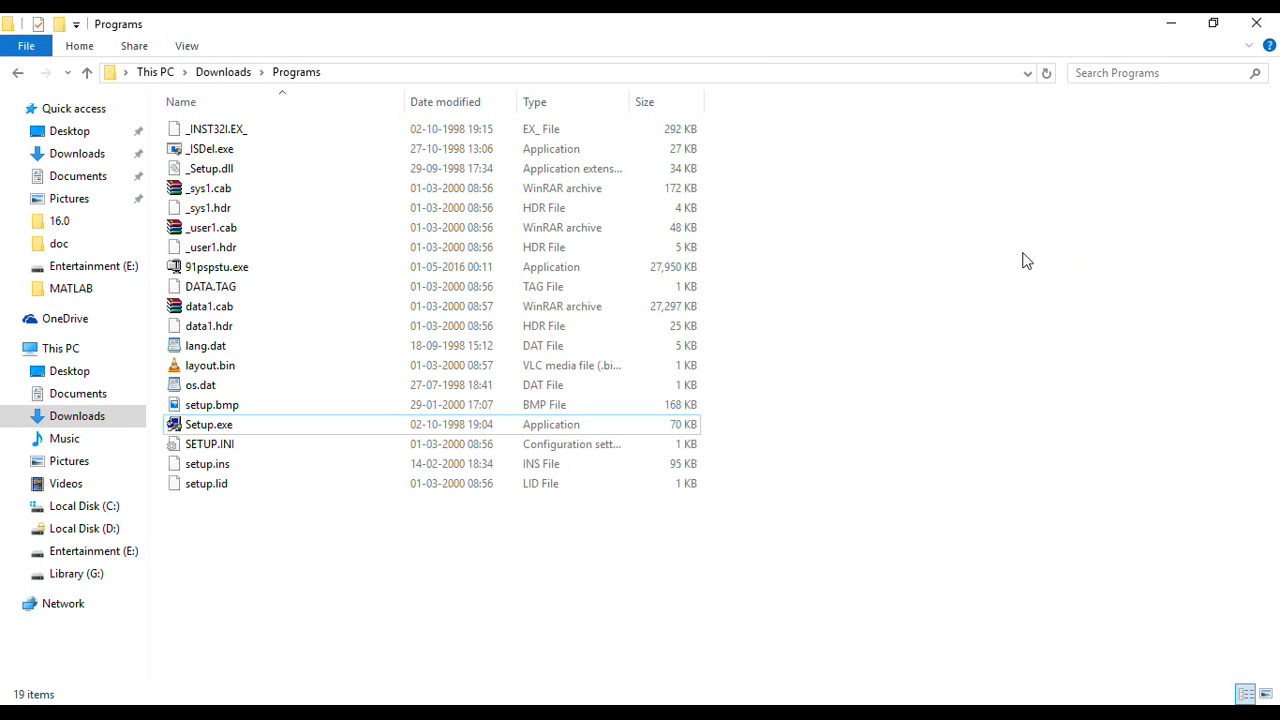 Programs
File Home Share View
This PC Downloads Programs
Search Programs
Name Date modified Type Size
Quick access
Desktop
Downloads
Documents
Pictures
16.0
doc
Entertainment (E:)
MATLAB
OneDrive
This PC
Desktop
Documents
Downloads
Music
Pictures
Videos
Local Disk (C:)
Local Disk (D:)
Entertainment (E:)
Library (G:)
Network
_INST32I.EX_ 02-10-1998 19:15 EX_ File 292 KB
_ISDel.exe 27-10-1998 13:06 Application 27 KB
_Setup.dll 29-09-1998 17:34 Application extens... 34 KB
_sys1.cab 01-03-2000 08:56 WinRAR archive 172 KB
_sys1.hdr 01-03-2000 08:56 HDR File 4 KB
_user1.cab 01-03-2000 08:56 WinRAR archive 48 KB
_user1.hdr 01-03-2000 08:56 HDR File 5 KB
91pspstu.exe 01-05-2016 00:11 Application 27,950 KB
DATA.TAG 01-03-2000 08:56 TAG File 1 KB
data1.cab 01-03-2000 08:57 WinRAR archive 27,297 KB
data1.hdr 01-03-2000 08:56 HDR File 25 KB
lang.dat 18-09-1998 15:12 DAT File 5 KB
layout.bin 01-03-2000 08:57 VLC media file (.bi... 1 KB
os.dat 27-07-1998 18:41 DAT File 1 KB
setup.bmp 29-01-2000 17:07 BMP File 168 KB
Setup.exe 02-10-1998 19:04 Application 70 KB
SETUP.INI 01-03-2000 08:56 Configuration sett... 1 KB
setup.ins 14-02-2000 18:34 INS File 95 KB
setup.lid 01-03-2000 08:56 LID File 1 KB
19 items